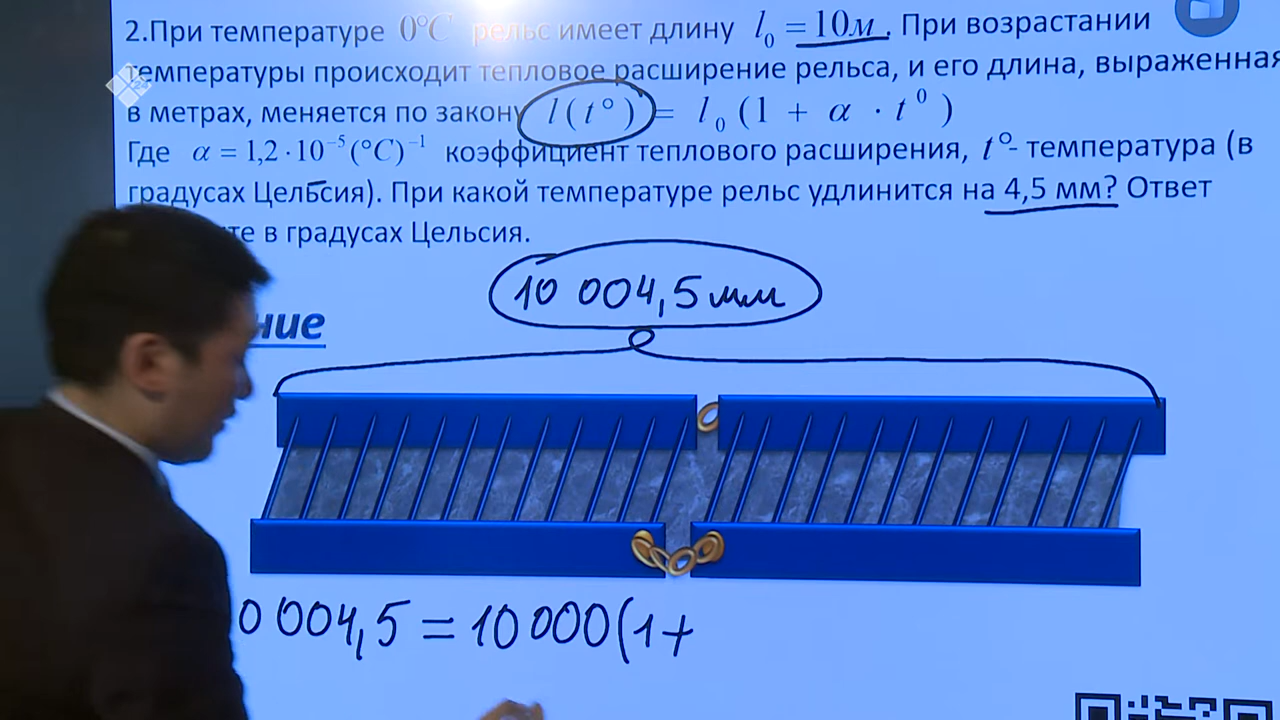 2.При температуре 0°C рельс имеет длину l₀ = 10м . При возрастании
температуры происходит тепловое расширение рельса, и его длина, выраженная
в метрах, меняется по закону l(t°) = l₀(1 + α · t⁰)
Где α = 1,2·10⁻⁵(°C)⁻¹ коэффициент теплового расширения, t°- температура (в
градусах Цельсия). При какой температуре рельс удлинится на 4,5 мм? Ответ
в градусах Цельсия.
10 004,5 мм
ние
0 004,5 = 10 000(1+